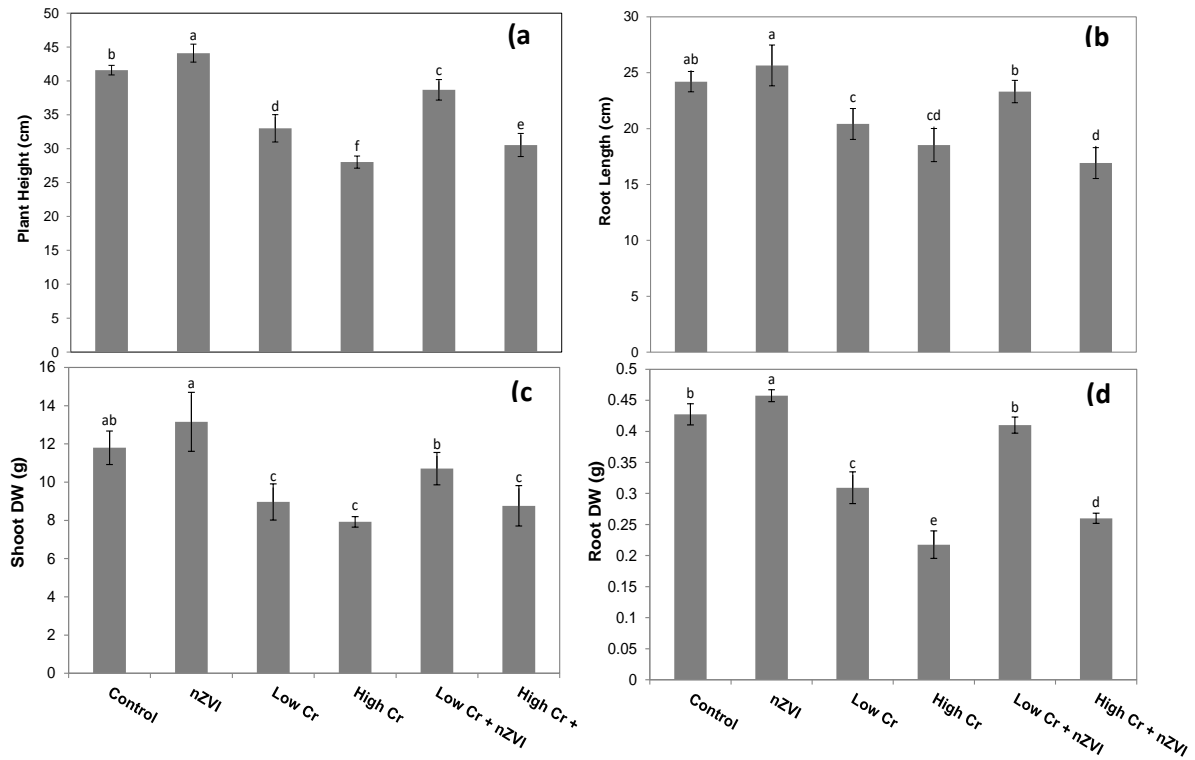 50
45
40
35
30
25
20
15
10
5
0
Plant Height (cm)
(a
b
a
d
f
c
e
30
25
20
15
10
5
0
Root Length (cm)
(b
ab
a
c
cd
b
d
16
14
12
10
8
6
4
2
0
Shoot DW (g)
(c
ab
a
c
c
b
c
Control
nZVI
Low Cr
High Cr
Low Cr + nZVI
High Cr +
0.5
0.45
0.4
0.35
0.3
0.25
0.2
0.15
0.1
0.05
0
Root DW (g)
(d
b
a
c
e
b
d
Control
nZVI
Low Cr
High Cr
Low Cr + nZVI
High Cr + nZVI